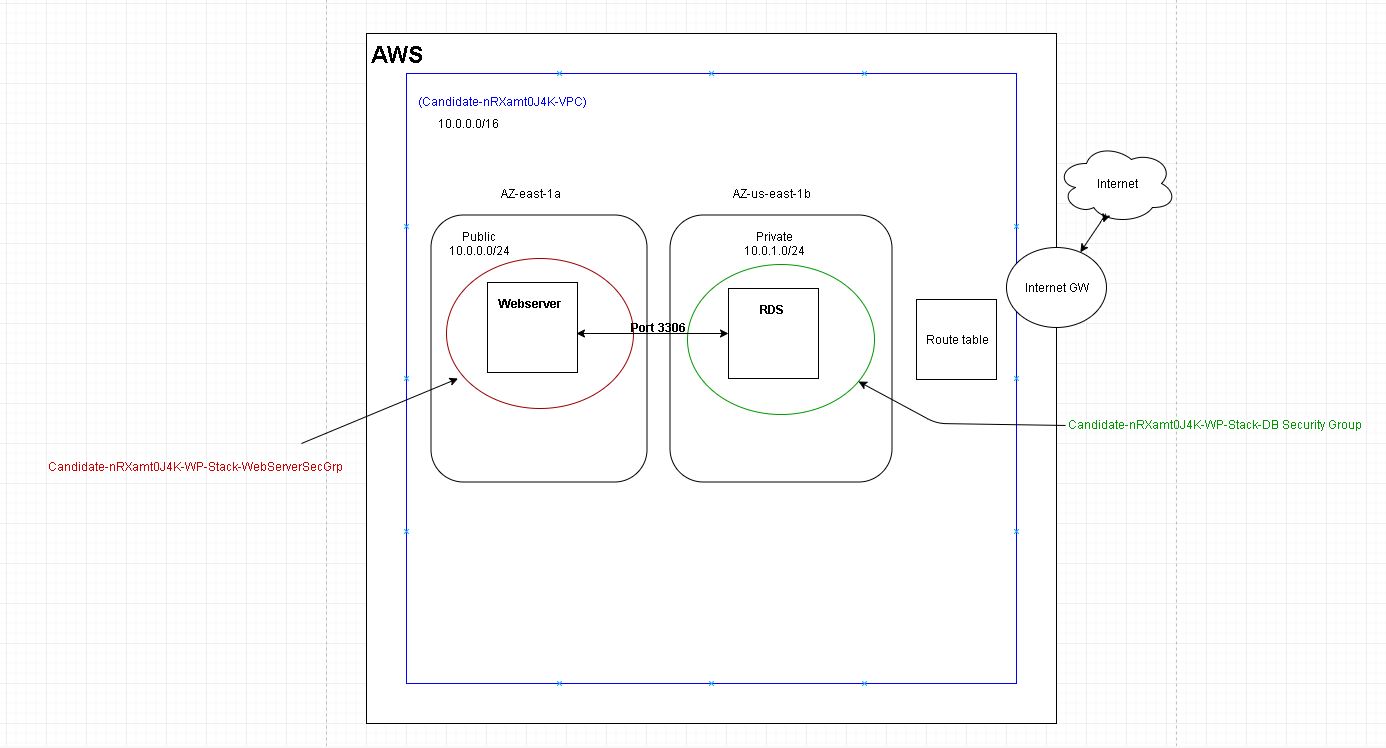 AWS
(Candidate-nRXamt0J4K-VPC)
10.0.0.0/16
Internet
AZ-east-1a
AZ-us-east-1b
Public
10.0.0.0/24
Private
10.0.1.0/24
Internet GW
Webserver
RDS
Port 3306
Route table
Candidate-nRXamt0J4K-WP-Stack-DB Security Group
Candidate-nRXamt0J4K-WP-Stack-WebServerSecGrp